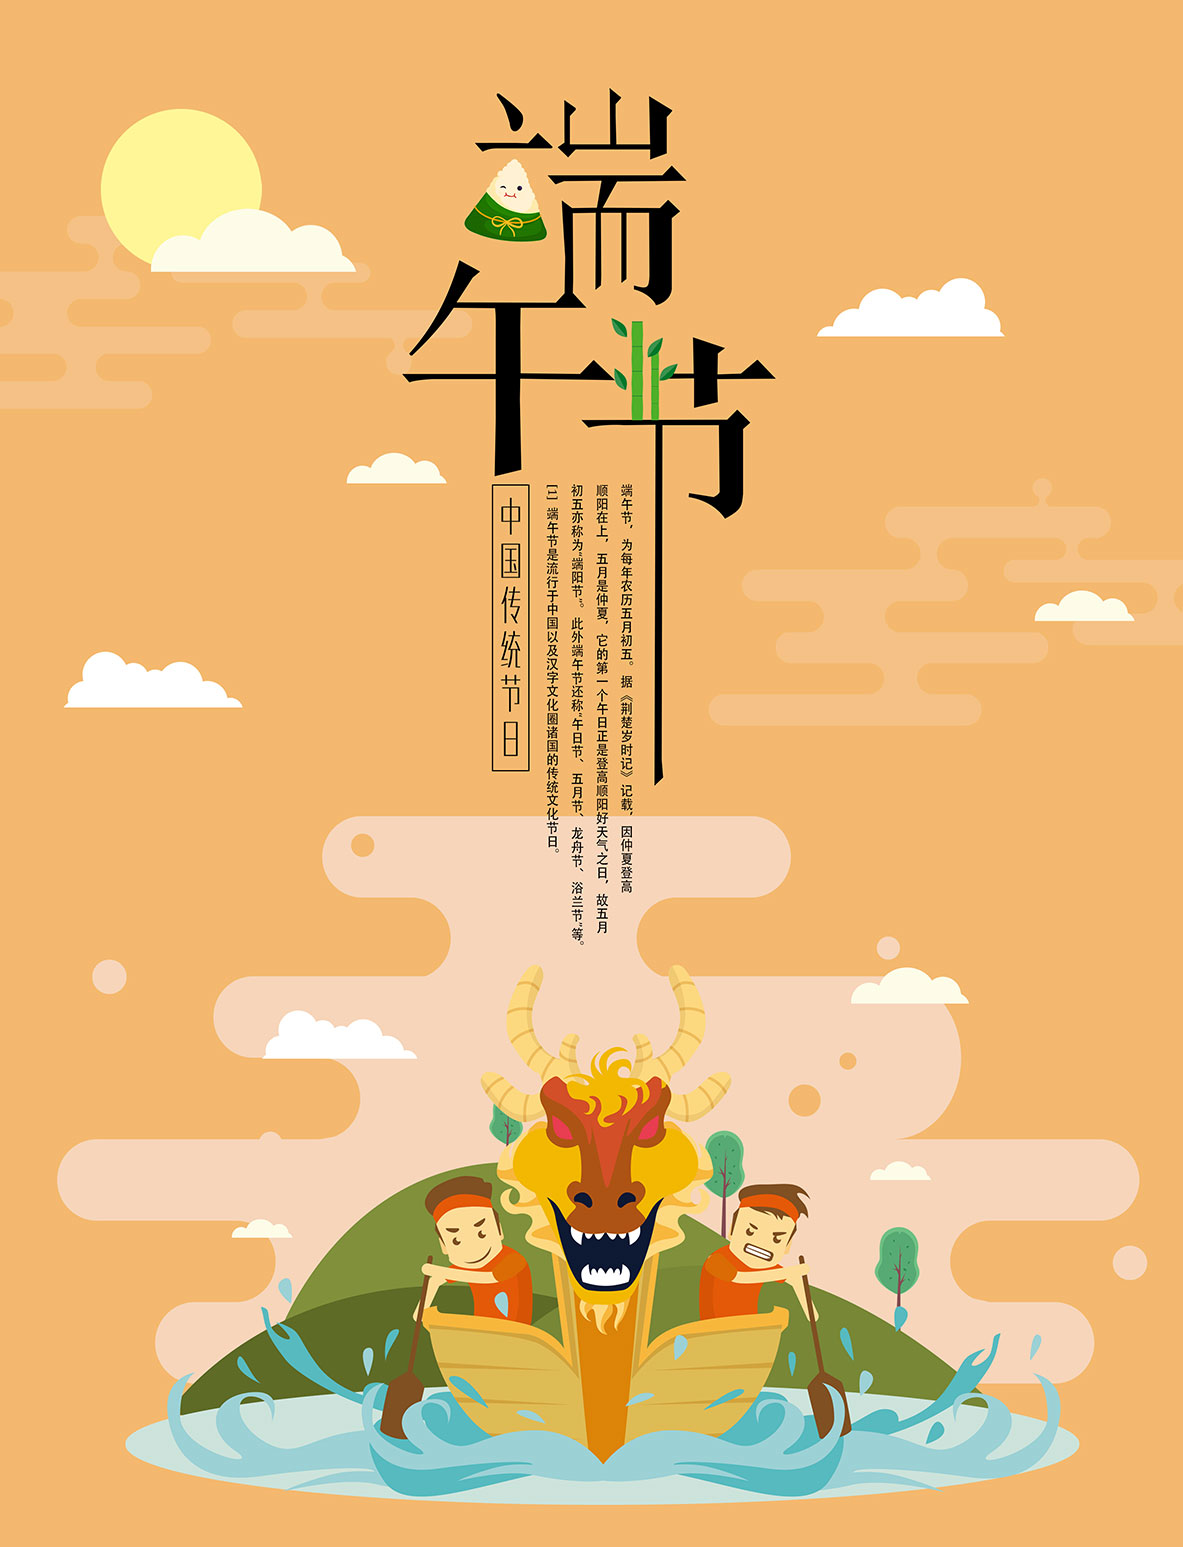 端午节
中国传统节日
端午节，为每年农历五月初五。据《荆楚岁时记》记载，因仲夏登高
顺阳在上，五月是仲夏，它的第一个午日正是登高顺阳好天气之日，故五月
初五亦称为“端阳节”。此外端午节还称“午日节、五月节、龙舟节、浴兰节”等。
[一] 端午节是流行于中国以及汉字文化圈诸国的传统文化节日。